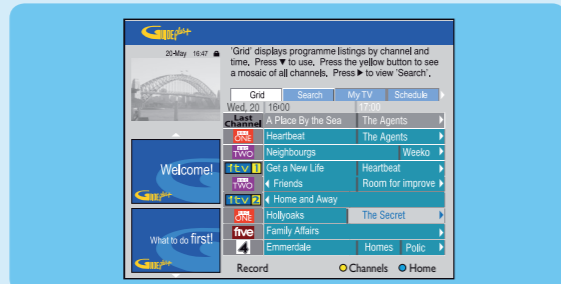 GUIDE plus+
20-May 16:47
'Grid' displays programme listings by channel and
time. Press ▼ to use. Press the yellow button to see
a mosaic of all channels. Press ► to view 'Search'.
Grid Search My TV Schedule
Wed, 20 16:00 17:00
Last Channel A Place By the Sea The Agents
BBC ONE Heartbeat The Agents
BBC TWO Neighbourgs Weeko
itv 1 Get a New Life Heartbeat
BBC TWO Friends Room for improve
itv 2 Home and Away
BBC ONE Hollyoaks The Secret
five Family Affairs
4 Emmerdale Homes Polic
Welcome!
GUIDE plus+
What to do first!
GUIDE plus+
Record Channels Home